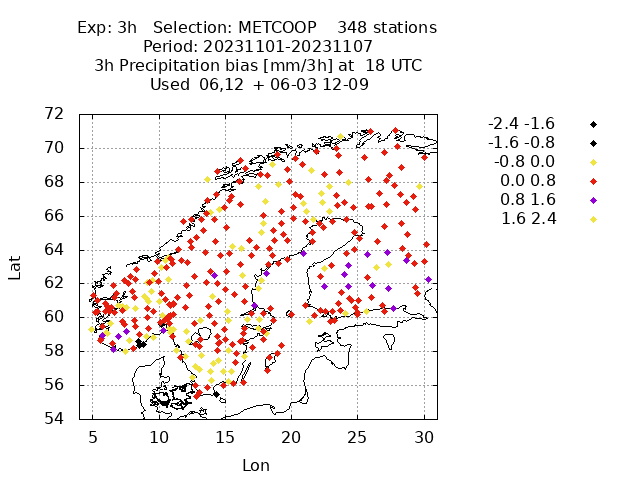 Exp: 3h   Selection: METCOOP    348 stations
Period: 20231101-20231107
3h Precipitation bias [mm/3h] at  18 UTC
Used  06,12  + 06-03 12-09
72
70
68
66
64
62
60
58
56
54
Lat
5 10 15 20 25 30
Lon
-2.4 -1.6
-1.6 -0.8
-0.8 0.0
0.0 0.8
0.8 1.6
1.6 2.4